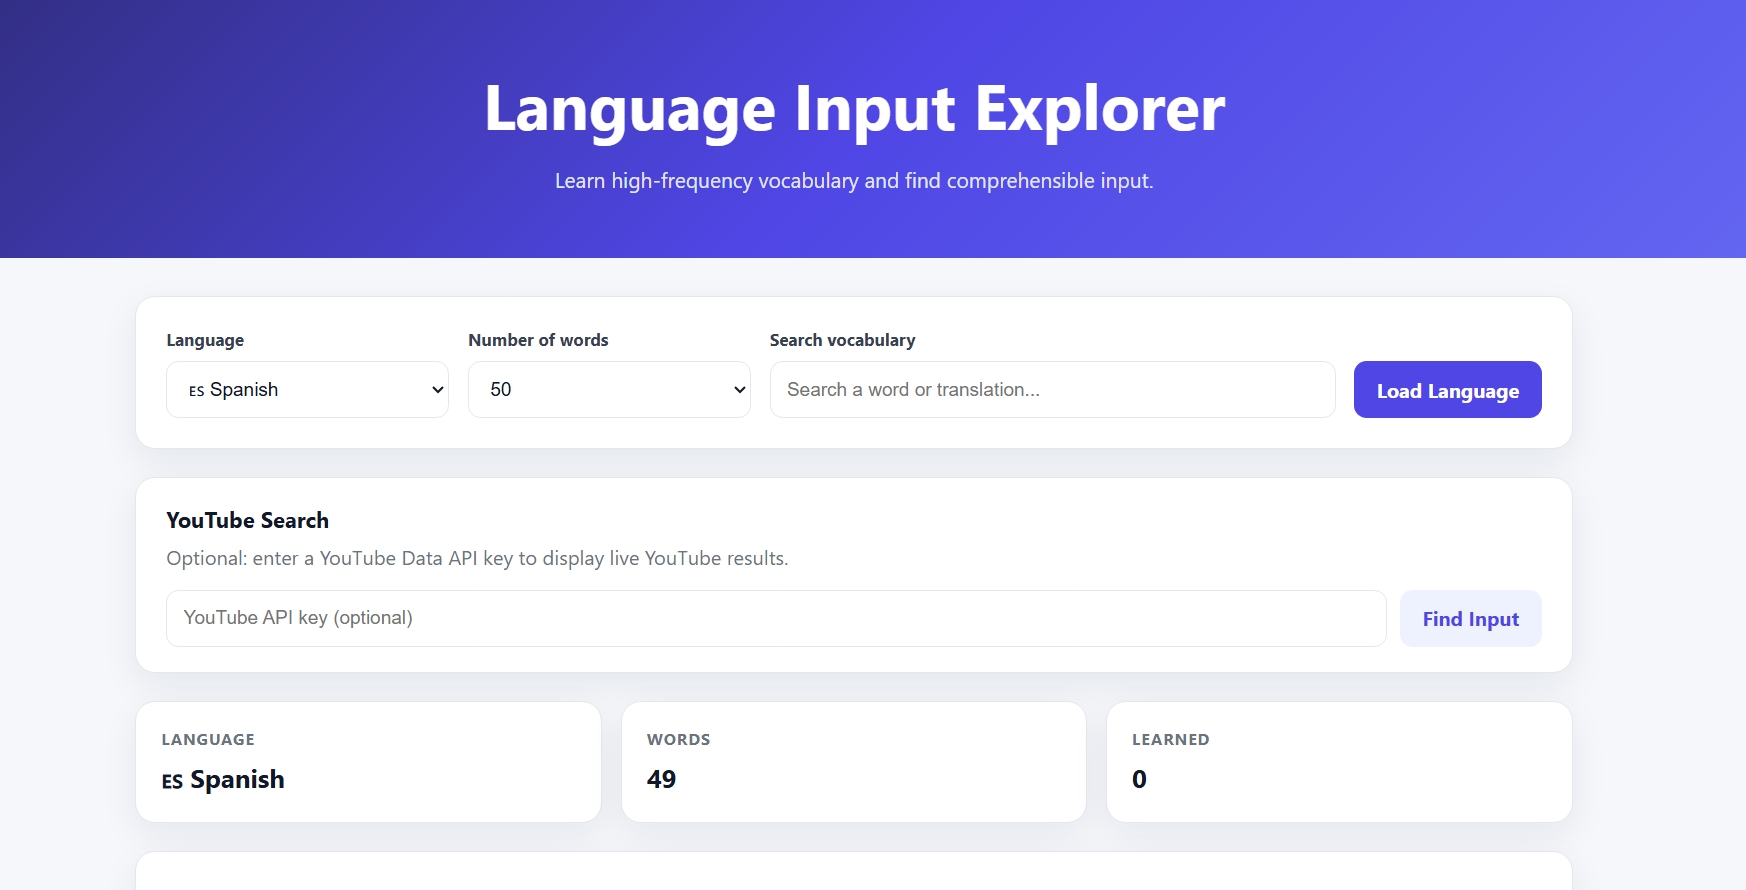 Language Input Explorer
Learn high-frequency vocabulary and find comprehensible input.
Language
Number of words
Search vocabulary
ES Spanish
50
Search a word or translation...
Load Language
YouTube Search
Optional: enter a YouTube Data API key to display live YouTube results.
YouTube API key (optional)
Find Input
LANGUAGE
WORDS
LEARNED
ES Spanish
49
0